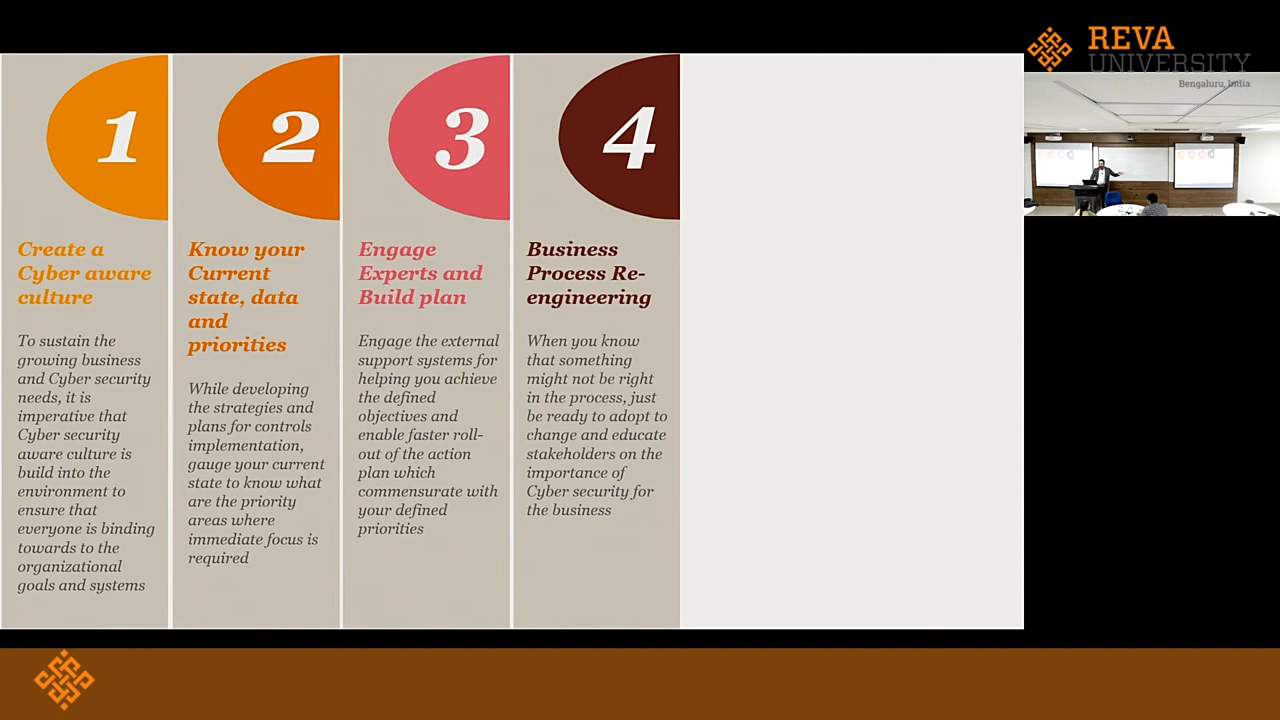 REVA
UNIVERSITY
Bengaluru, India
1
Create a
Cyber aware
culture
To sustain the
growing business
and Cyber security
needs, it is
imperative that
Cyber security
aware culture is
build into the
environment to
ensure that
everyone is binding
towards to the
organizational
goals and systems
2
Know your
Current
state, data
and
priorities
While developing
the strategies and
plans for controls
implementation,
gauge your current
state to know what
are the priority
areas where
immediate focus is
required
3
Engage
Experts and
Build plan
Engage the external
support systems for
helping you achieve
the defined
objectives and
enable faster roll-
out of the action
plan which
commensurate with
your defined
priorities
4
Business
Process Re-
engineering
When you know
that something
might not be right
in the process, just
be ready to adopt to
change and educate
stakeholders on the
importance of
Cyber security for
the business